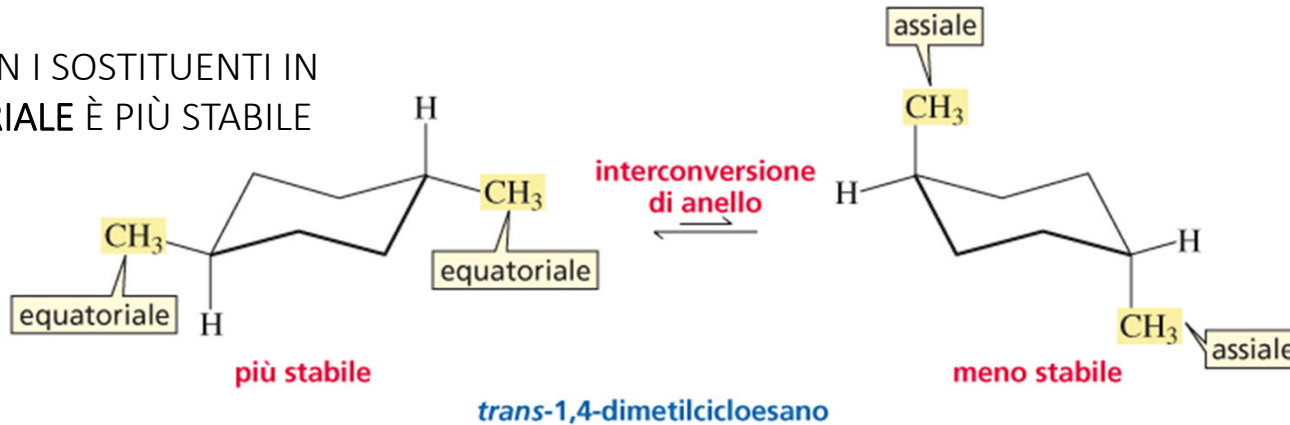 N I SOSTITUENTI IN
RIALE È PIÙ STABILE
H
CH₃
CH₃
equatoriale
equatoriale
H
più stabile
interconversione
di anello
assiale
CH₃
H
H
CH₃
assiale
meno stabile
trans-1,4-dimetilcicloesano